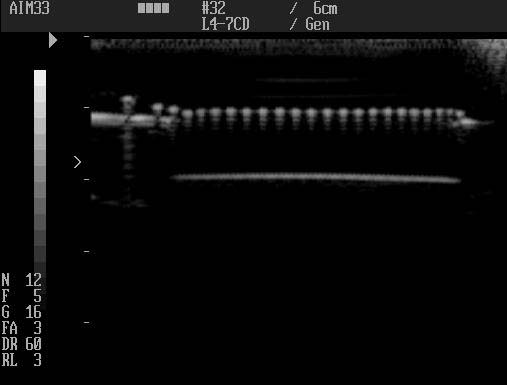 AIM33 #32 / 6cm
L4-7CD / Gen
N 12
F 5
G 16
FA 3
DR 60
RL 3